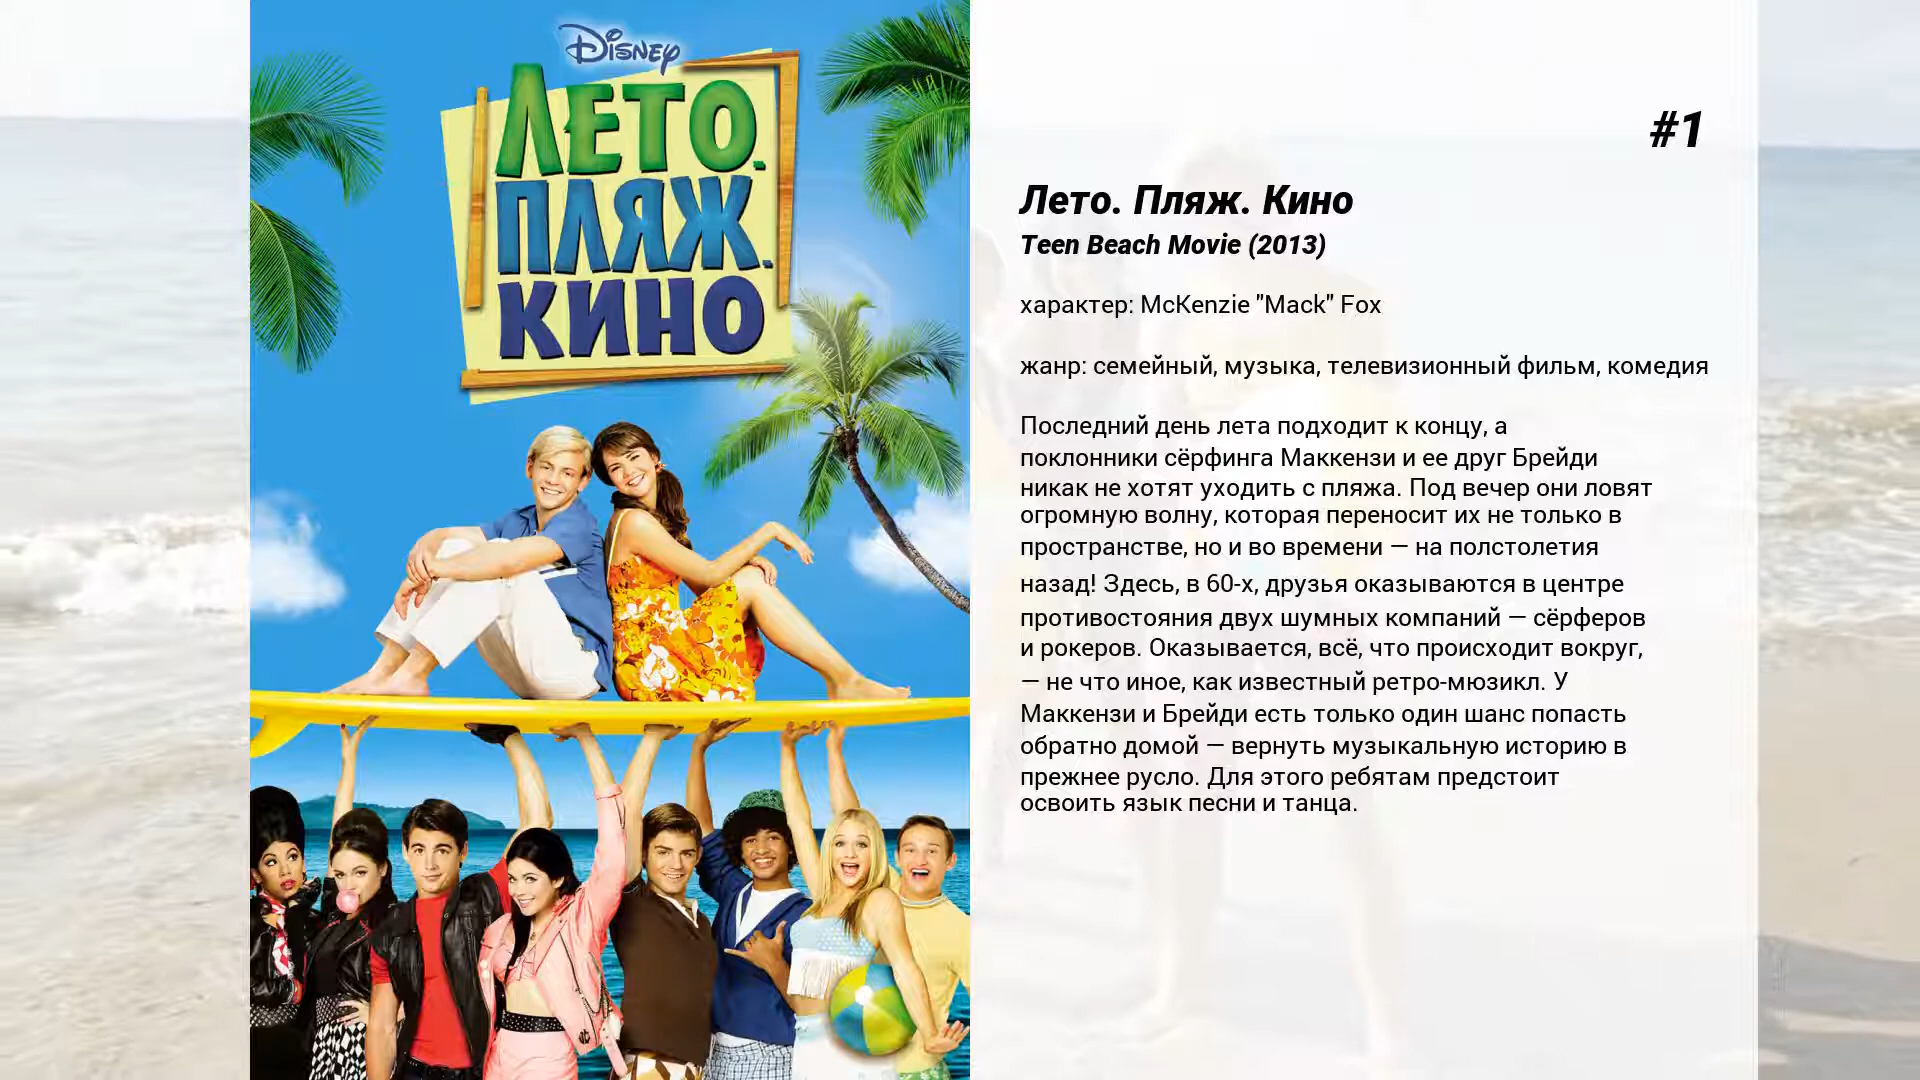 Disney
ЛЕТО.
ПЛЯЖ.
КИНО
#1
Лето. Пляж. Кино
Teen Beach Movie (2013)
характер: McKenzie "Mack" Fox
жанр: семейный, музыка, телевизионный фильм, комедия
Последний день лета подходит к концу, а
поклонники сёрфинга Маккензи и ее друг Брейди
никак не хотят уходить с пляжа. Под вечер они ловят
огромную волну, которая переносит их не только в
пространстве, но и во времени — на полстолетия
назад! Здесь, в 60-х, друзья оказываются в центре
противостояния двух шумных компаний — сёрферов
и рокеров. Оказывается, всё, что происходит вокруг,
— не что иное, как известный ретро-мюзикл. У
Маккензи и Брейди есть только один шанс попасть
обратно домой — вернуть музыкальную историю в
прежнее русло. Для этого ребятам предстоит
освоить язык песни и танца.